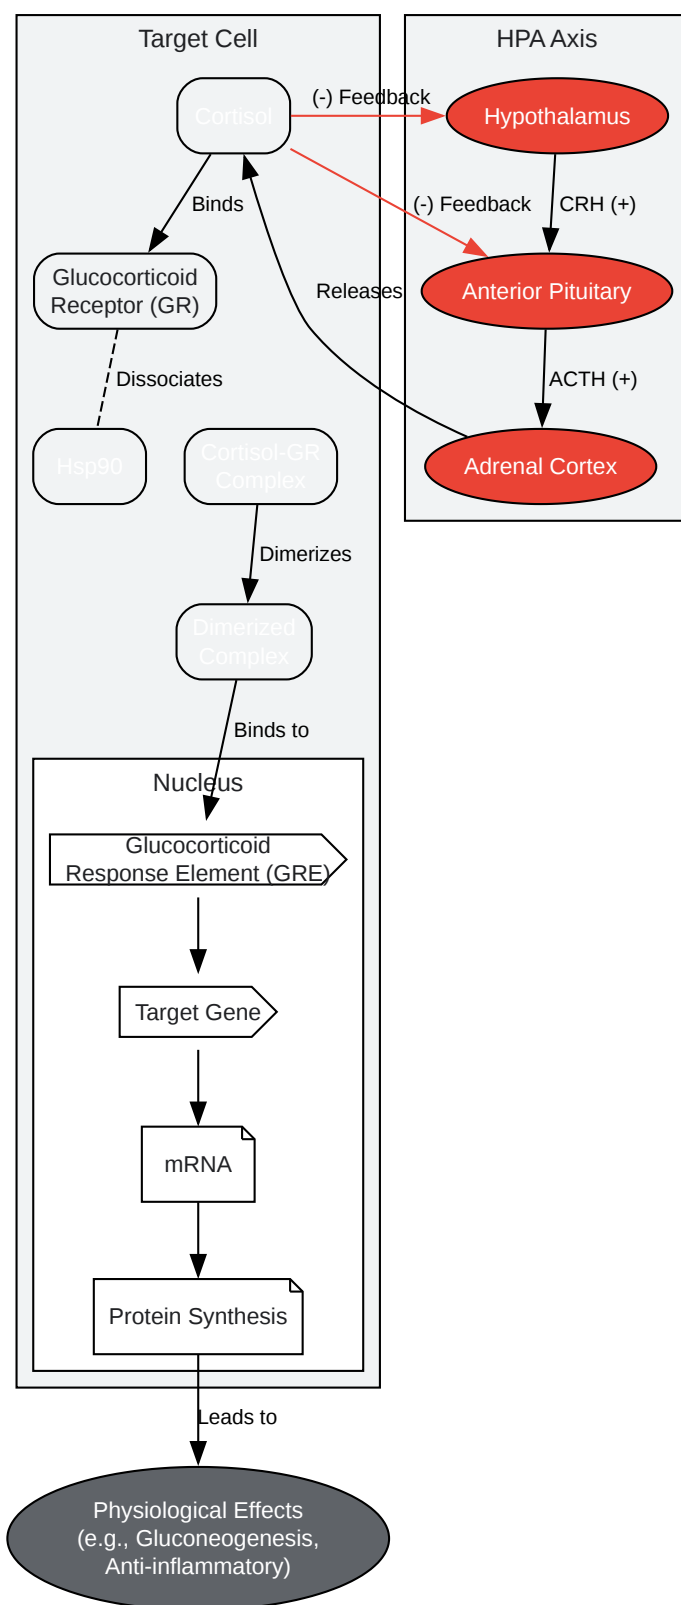 Target Cell
HPA Axis
Cortisol
(-) Feedback
Hypothalamus
Binds
(-) Feedback
CRH (+)
Glucocorticoid
Receptor (GR)
Releases
Anterior Pituitary
Dissociates
ACTH (+)
Hsp90
Cortisol-GR
Complex
Adrenal Cortex
Dimerizes
Dimerized
Complex
Binds to
Nucleus
Glucocorticoid
Response Element (GRE)
Target Gene
mRNA
Protein Synthesis
Leads to
Physiological Effects
(e.g., Gluconeogenesis,
Anti-inflammatory)